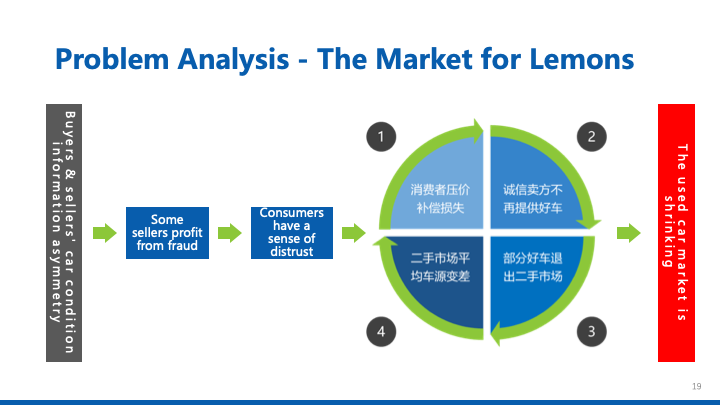 Problem Analysis - The Market for Lemons
Buyers & sellers' car condition
information asymmetry
Some
sellers profit
from fraud
Consumers
have a
sense of
distrust
1
消费者压价
补偿损失
2
诚信卖方不
再提供好车
二手市场平
均车源变差
4
部分好车退
出二手市场
3
The used car market is
shrinking
19